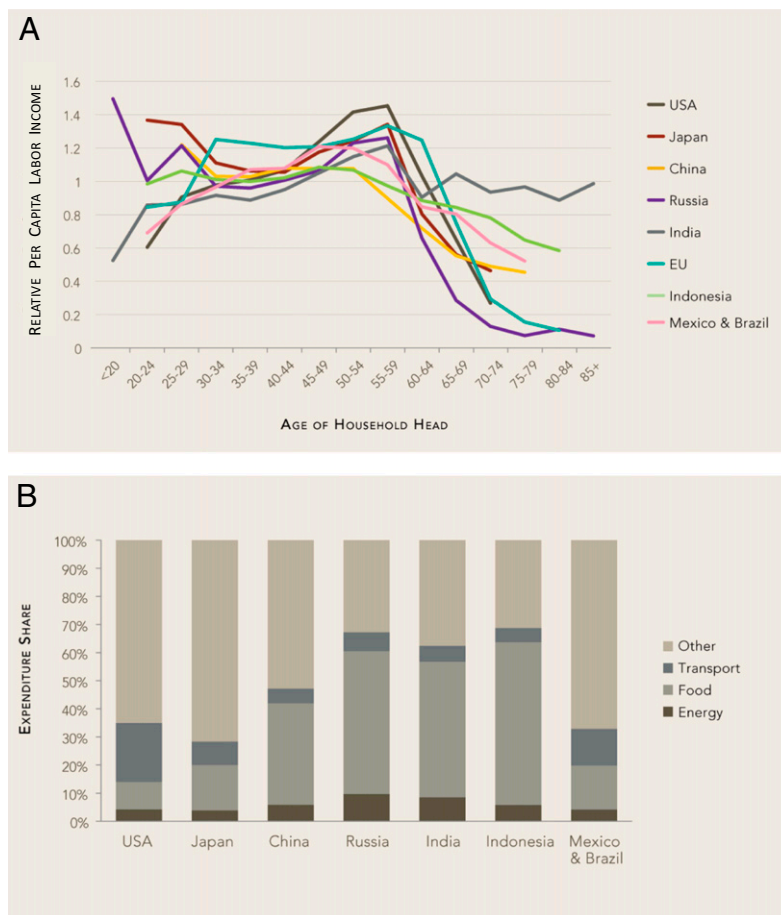 A
RELATIVE PER CAPITA LABOR INCOME
1.6
1.4
1.2
1
0.8
0.6
0.4
0.2
0
<20
20-24
25-29
30-34
35-39
40-44
45-49
50-54
55-59
60-64
65-69
70-74
75-79
80-84
85+
AGE OF HOUSEHOLD HEAD
USA
Japan
China
Russia
India
EU
Indonesia
Mexico & Brazil
B
EXPENDITURE SHARE
100%
90%
80%
70%
60%
50%
40%
30%
20%
10%
0%
USA
Japan
China
Russia
India
Indonesia
Mexico
& Brazil
Other
Transport
Food
Energy